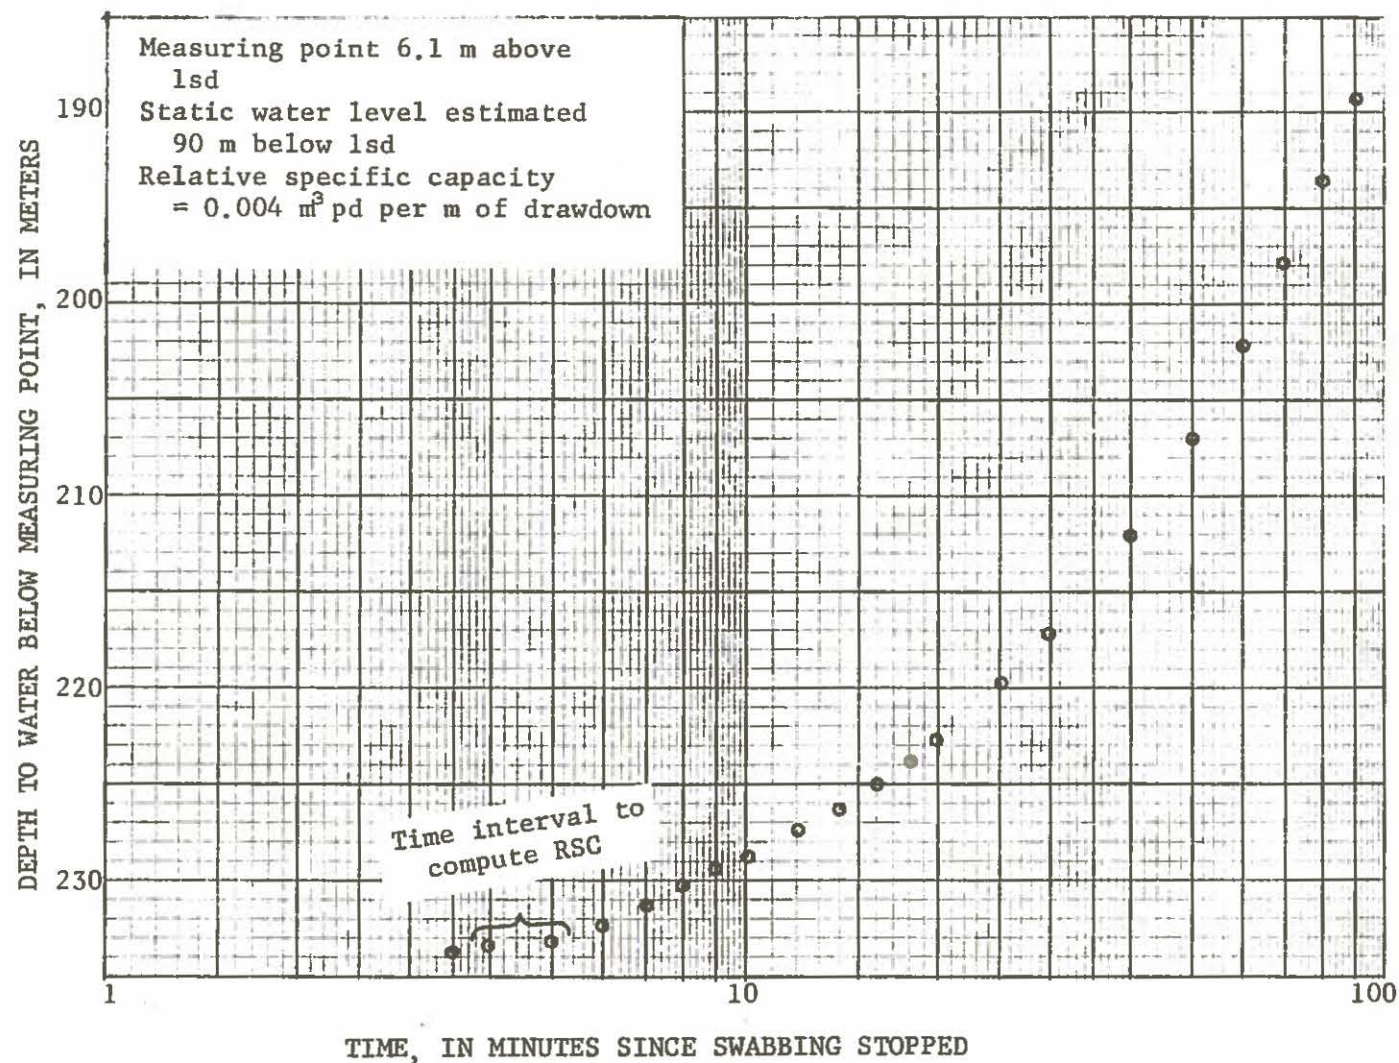 Measuring point 6.1 m above
lsd
Static water level estimated
90 m below lsd
Relative specific capacity
= 0.004 m³ pd per m of drawdown
DEPTH TO WATER BELOW MEASURING POINT, IN METERS
190
200
210
220
230
Time interval to
compute RSC
1
10
100
TIME, IN MINUTES SINCE SWABBING STOPPED